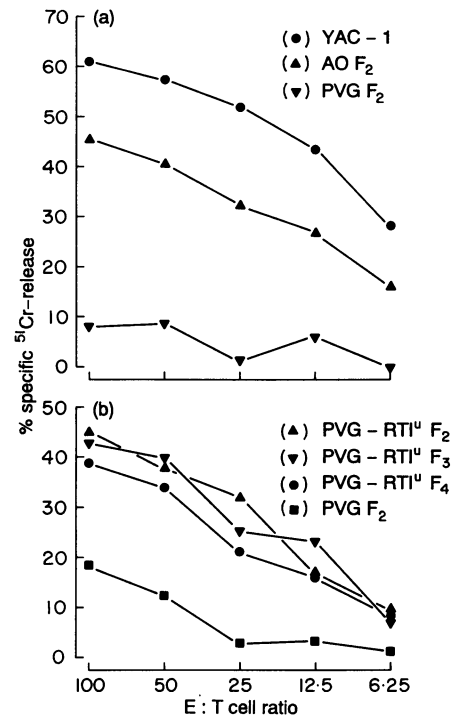 (a)
(●) YAC – 1
(▲) AO F₂
(▼) PVG F₂
70
60
50
40
30
20
10
0
% specific ⁵¹Cr–release
(b)
(▲) PVG – RTIᵘ F₂
(▼) PVG – RTIᵘ F₃
(●) PVG – RTIᵘ F₄
(■) PVG F₂
50
40
30
20
10
0
100 50 25 12·5 6·25
E : T cell ratio